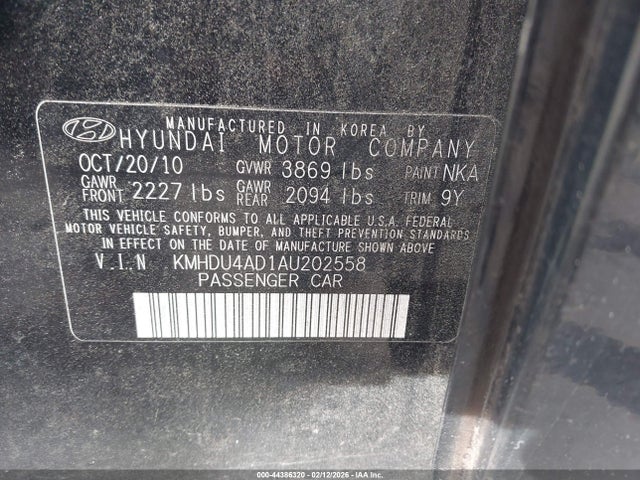 MANUFACTURED IN KOREA BY
HYUNDAI MOTOR COMPANY
OCT/20/10 GVWR 3869 lbs PAINT NKA
GAWR FRONT 2227 lbs GAWR REAR 2094 lbs TRIM 9Y
THIS VEHICLE CONFORMS TO ALL APPLICABLE U.S.A. FEDERAL
MOTOR VEHICLE SAFETY, BUMPER, AND THEFT PREVENTION STANDARDS
IN EFFECT ON THE DATE OF MANUFACTURE SHOWN ABOVE
V.I.N KMHDU4AD1AU202558
PASSENGER CAR
000-44386320 - 02/12/2026 - IAAI.COM